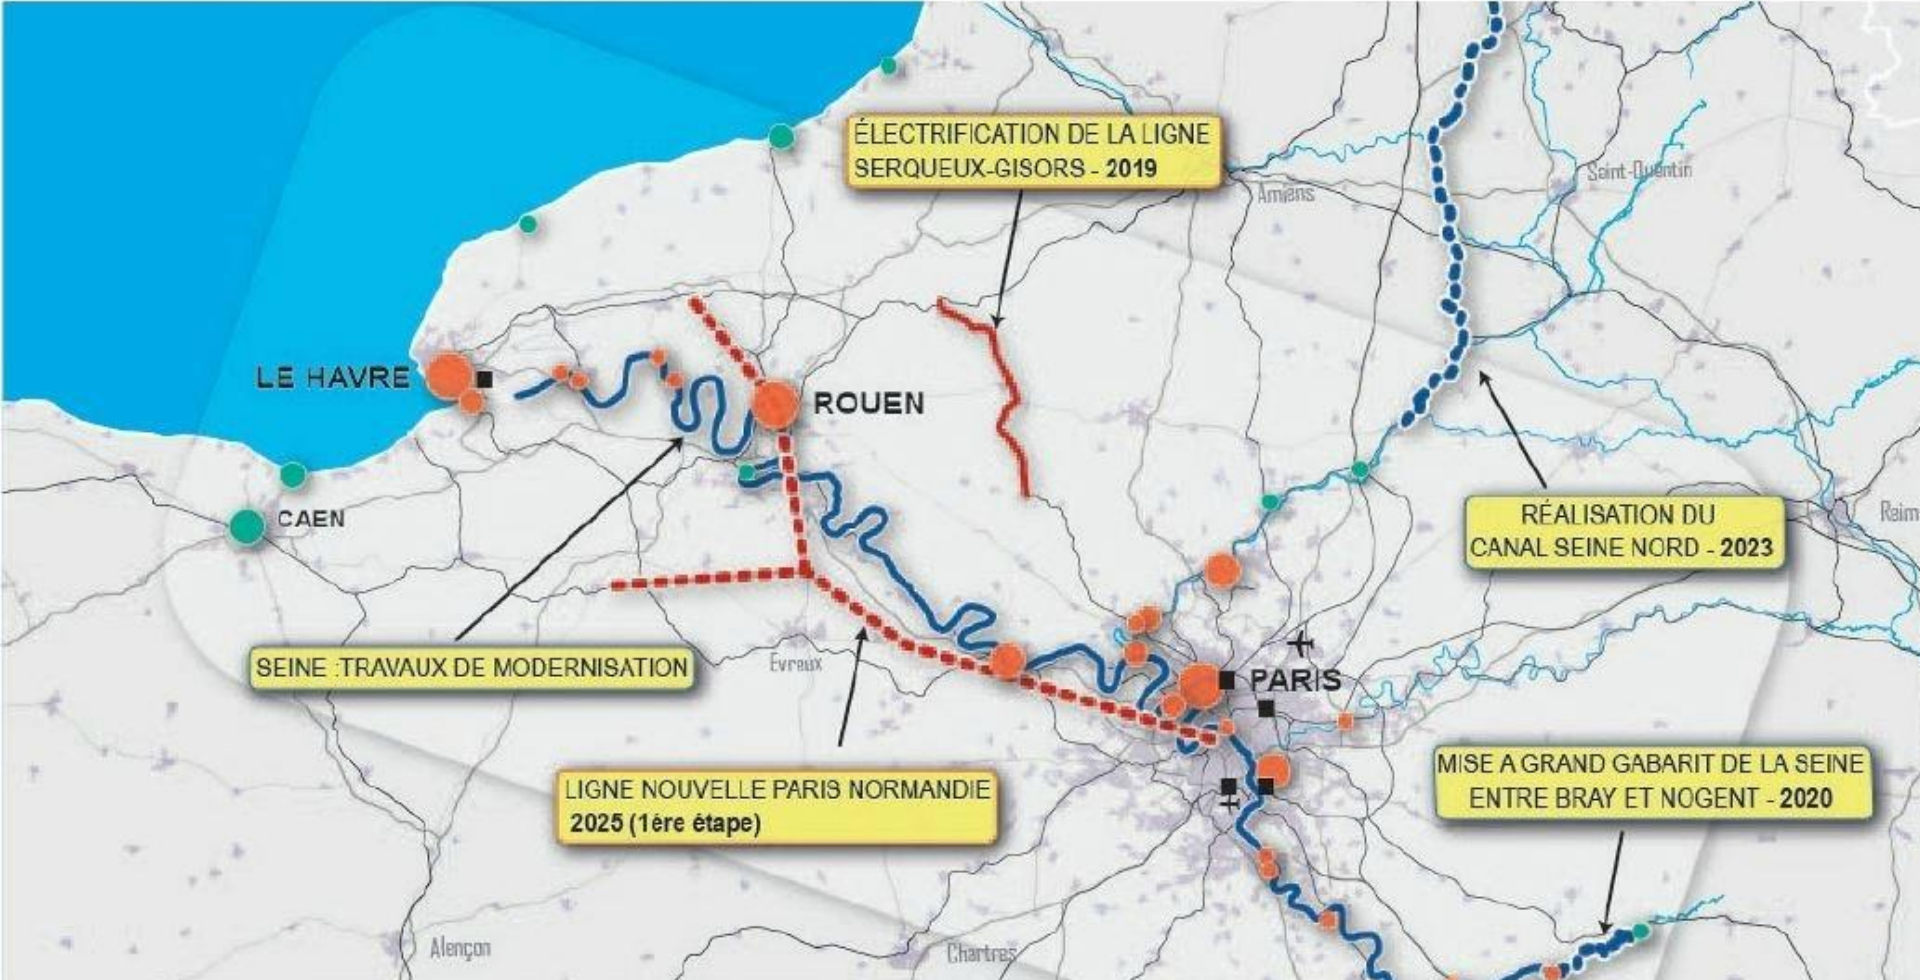 ÉLECTRIFICATION DE LA LIGNE
SERQUEUX-GISORS - 2019
Saint-Quentin
Amiens
LE HAVRE
ROUEN
CAEN
RÉALISATION DU
CANAL SEINE NORD - 2023
Reim
SEINE :TRAVAUX DE MODERNISATION
Evreux
PARIS
LIGNE NOUVELLE PARIS NORMANDIE
2025 (1ère étape)
MISE A GRAND GABARIT DE LA SEINE
ENTRE BRAY ET NOGENT - 2020
Alençon
Chartres